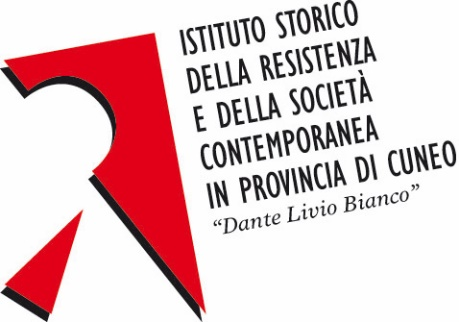 ISTITUTO STORICO
DELLA RESISTENZA
E DELLA SOCIETÀ
CONTEMPORANEA
IN PROVINCIA DI CUNEO
“Dante Livio Bianco”